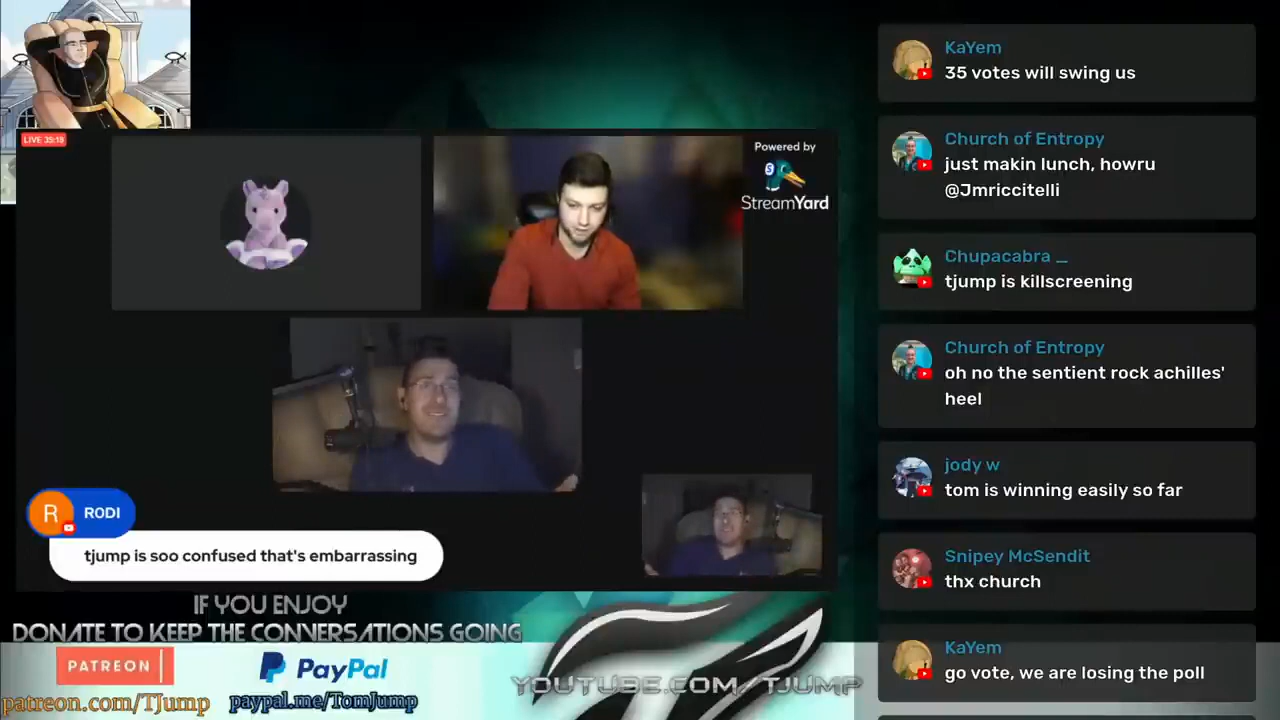 LIVE 35:18
Powered by
StreamYard
R RODI
tjump is soo confused that's embarrassing
IF YOU ENJOY
DONATE TO KEEP THE CONVERSATIONS GOING
PATREON
PayPal
patreon.com/TJump
paypal.me/TomJump
YOUTUBE.COM/TJUMP
KaYem
35 votes will swing us
Church of Entropy
just makin lunch, howru
@Jmriccitelli
Chupacabra _
tjump is killscreening
Church of Entropy
oh no the sentient rock achilles'
heel
jody w
tom is winning easily so far
Snipey McSendit
thx church
KaYem
go vote, we are losing the poll